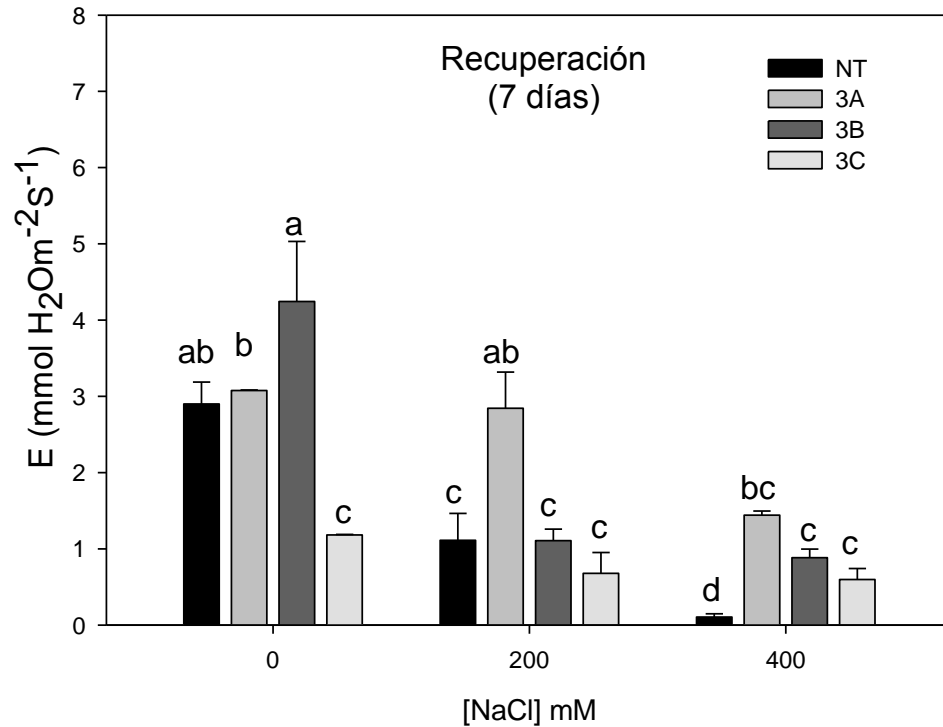 8
7
6
5
4
3
2
1
0
E (mmol H₂Om⁻²S⁻¹)
Recuperación
(7 días)
NT
3A
3B
3C
ab b a c
c ab c c
d bc c c
0 200 400
[NaCl] mM